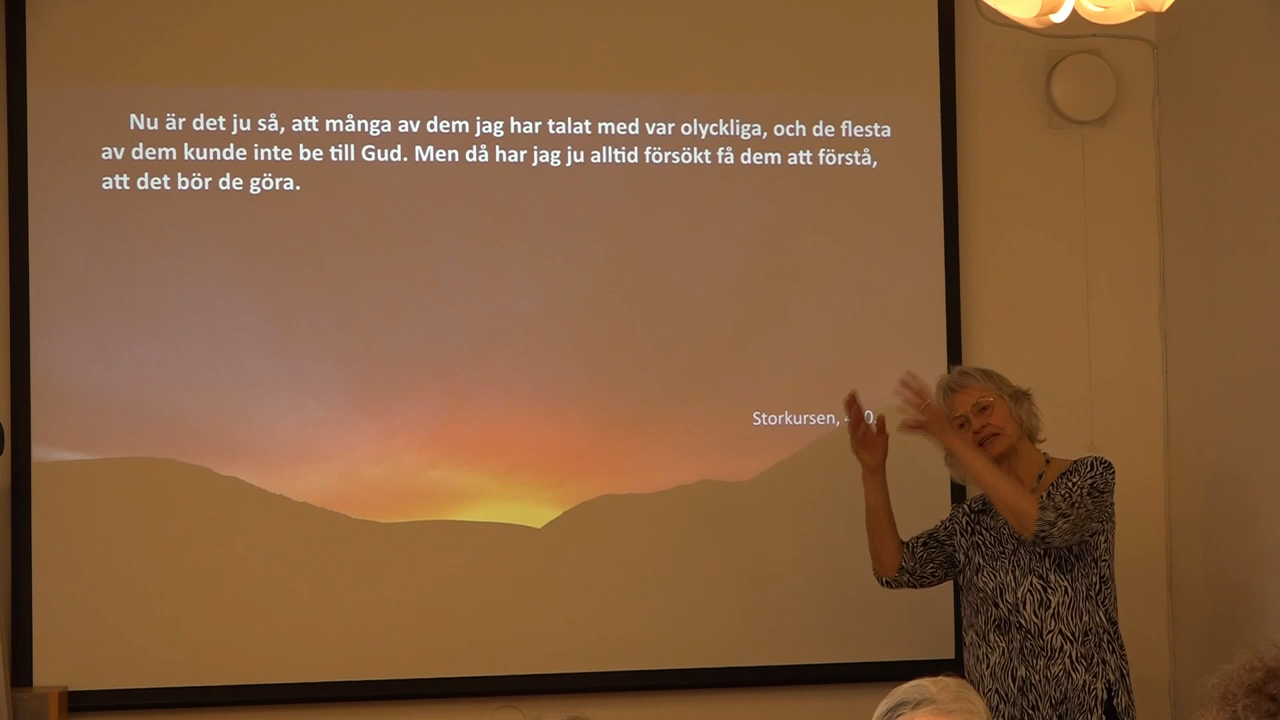 Nu är det ju så, att många av dem jag har talat med var olyckliga, och de flesta
av dem kunde inte be till Gud. Men då har jag ju alltid försökt få dem att förstå,
att det bör de göra.
Storkursen,